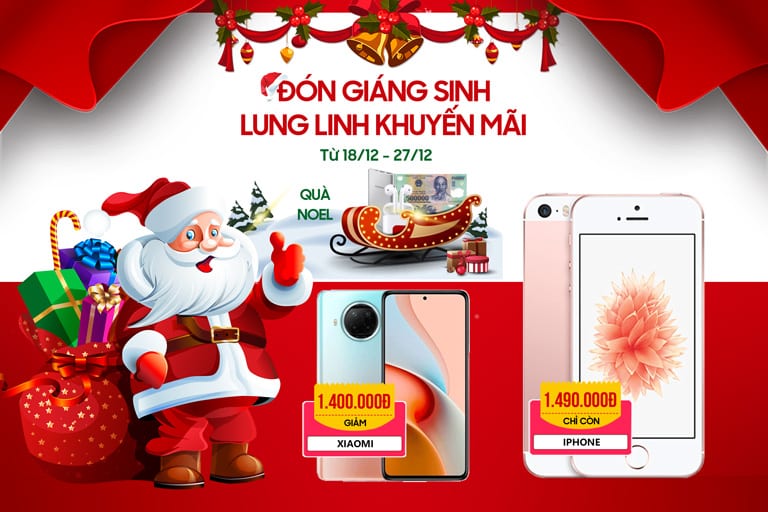 ĐÓN GIÁNG SINH
LUNG LINH KHUYẾN MÃI
Từ 18/12 - 27/12
QUÀ
NOEL
500000
1.400.000Đ
GIẢM
XIAOMI
1.490.000Đ
CHỈ CÒN
IPHONE